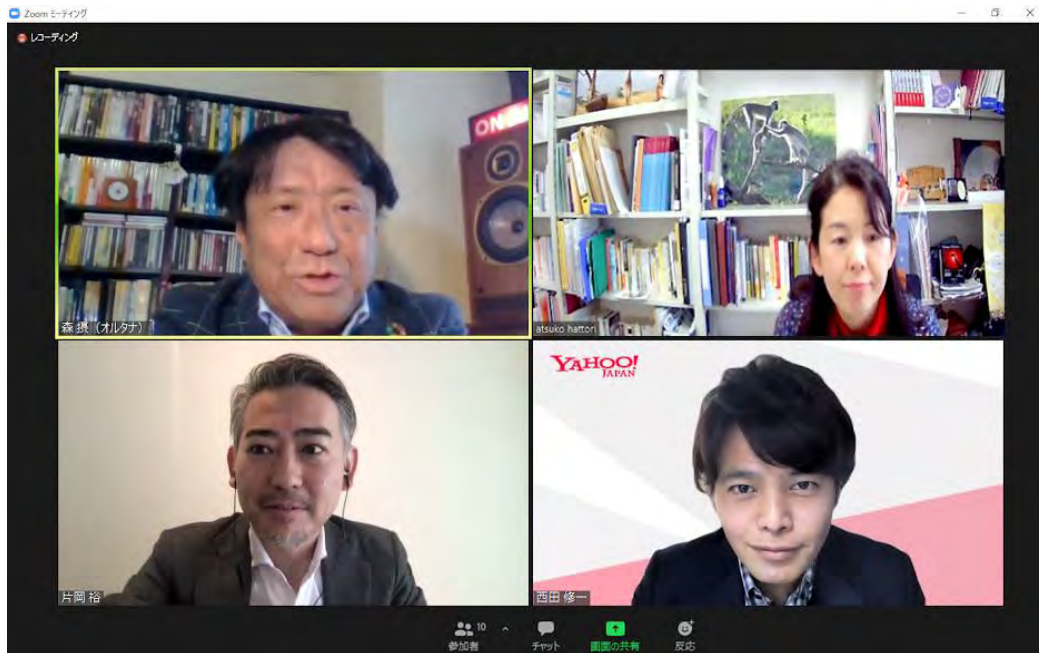 Zoom ミーティング
レコーディング
ON
森 摂（オルタナ）
atsuko hattori
YAHOO!
JAPAN
片岡 裕
西田 修一
10
参加者
チャット
画面の共有
反応